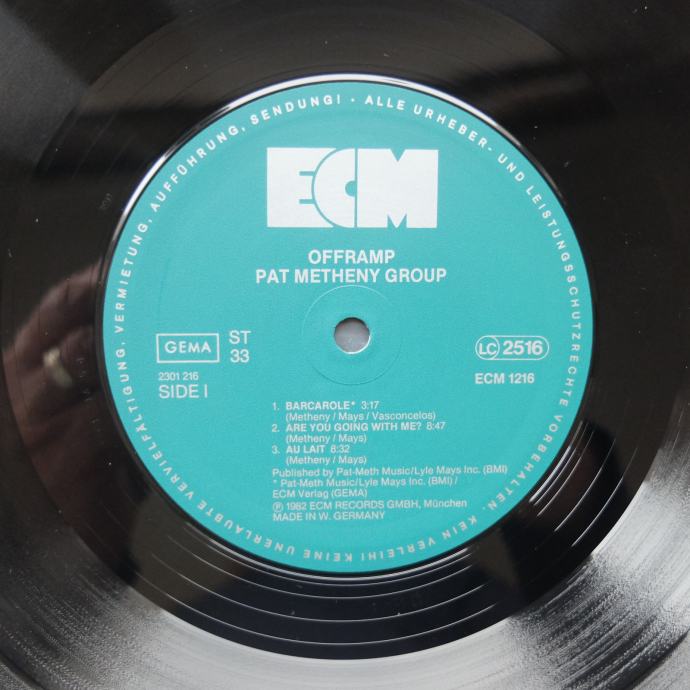 KEINE UNERLAUBTE VERVIELFÄLTIGUNG, VERMIETUNG, AUFFÜHRUNG, SENDUNG! · ALLE URHEBER- UND LEISTUNGSSCHUTZRECHTE VORBEHALTEN. KEIN VERLEIH!
ECM
OFFRAMP
PAT METHENY GROUP
GEMA
ST
33
LC 2516
2301 216
SIDE I
ECM 1216
1. BARCAROLE* 3:17
(Metheny / Mays / Vasconcelos)
2. ARE YOU GOING WITH ME? 8:47
(Metheny / Mays)
3. AU LAIT 8:32
(Metheny / Mays)
Published by Pat-Meth Music/Lyle Mays Inc. (BMI)
* Pat-Meth Music/Lyle Mays Inc. (BMI) /
ECM Verlag (GEMA)
℗ 1982 ECM RECORDS GMBH, München
MADE IN W. GERMANY